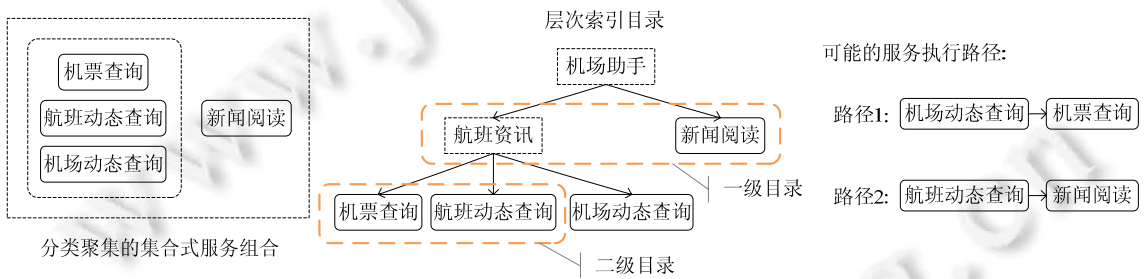 机票查询
航班动态查询
新闻阅读
机场动态查询
分类聚集的集合式服务组合
层次索引目录
机场助手
航班资讯
新闻阅读
一级目录
机票查询
航班动态查询
机场动态查询
二级目录
可能的服务执行路径:
路径1: 机场动态查询 机票查询
路径2: 航班动态查询 新闻阅读